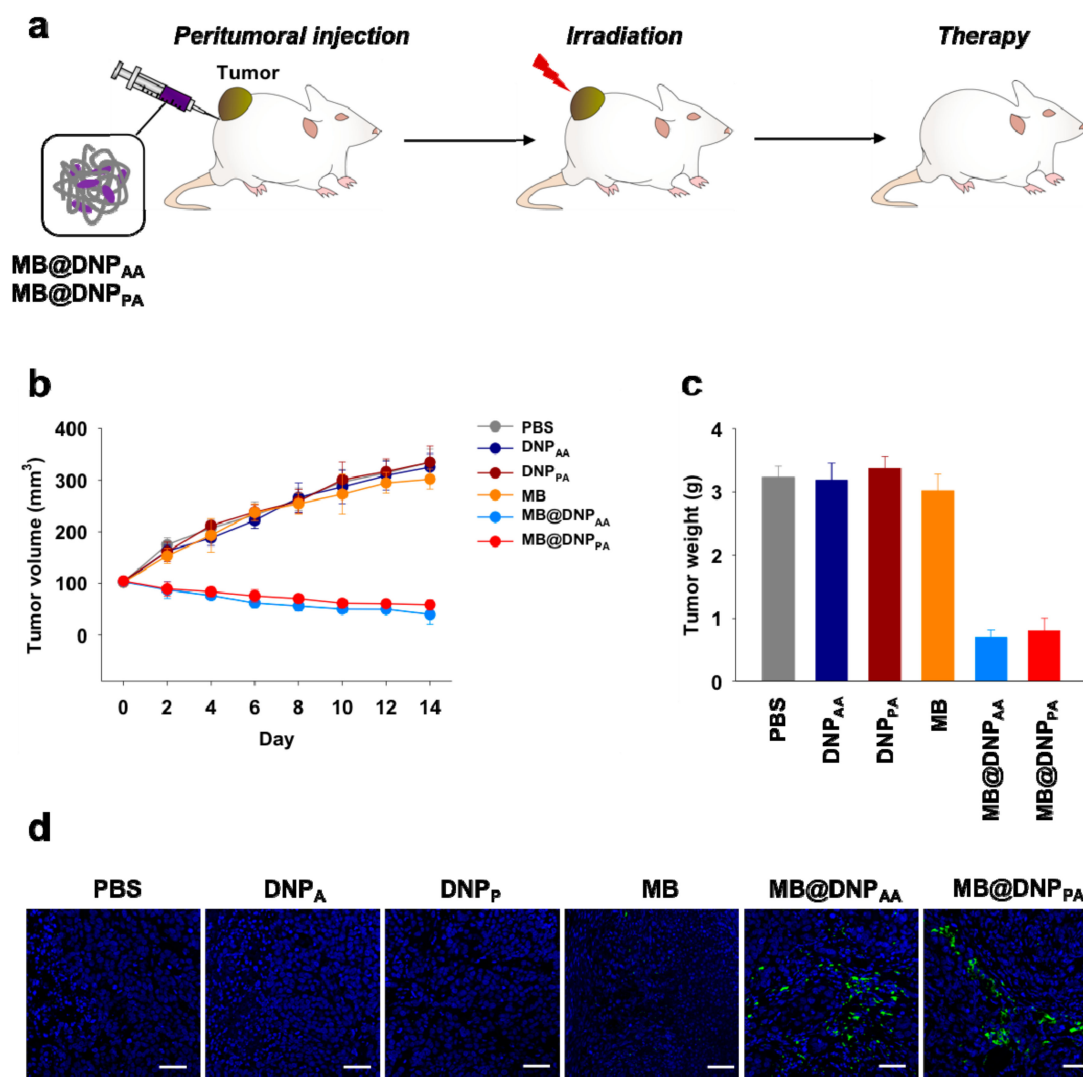 a
Peritumoral injection
Irradiation
Therapy
Tumor
MB@DNPAA
MB@DNPPA
b
Tumor volume (mm3)
400
300
200
100
0
0 2 4 6 8 10 12 14
Day
PBS
DNPAA
DNPPA
MB
MB@DNPAA
MB@DNPPA
c
Tumor weight (g)
4
3
2
1
0
PBS
DNPAA
DNPPA
MB
MB@DNPAA
MB@DNPPA
d
PBS
DNPA
DNPP
MB
MB@DNPAA
MB@DNPPA